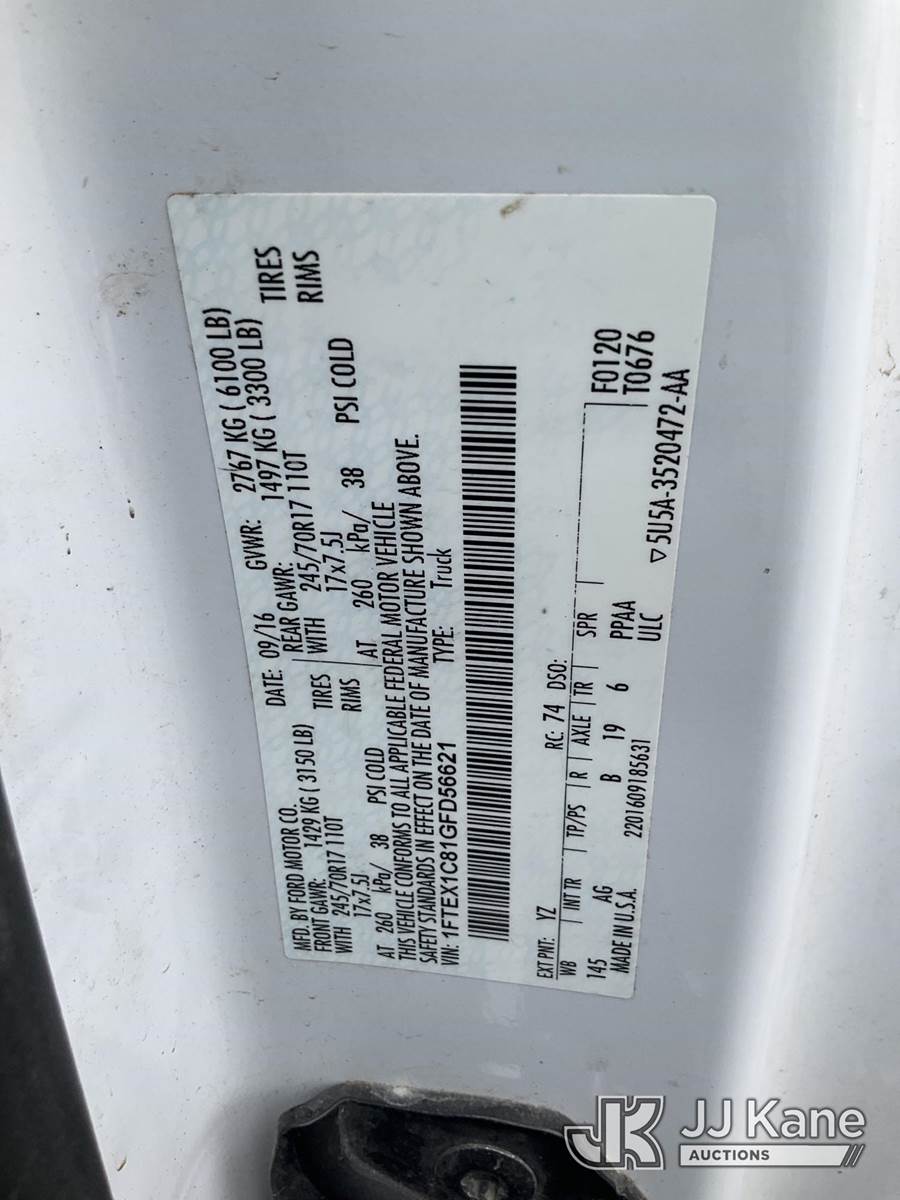 MFD. BY FORD MOTOR CO.
DATE: 09/16 GVWR: 2767 KG ( 6100 LB)
FRONT GAWR: 1429 KG ( 3150 LB) REAR GAWR: 1497 KG ( 3300 LB)
WITH 245/70R17 110T TIRES WITH 245/70R17 110T TIRES
17x7.5J RIMS 17x7.5J RIMS
AT 260 kPa/ 38 PSI COLD AT 260 kPa/ 38 PSI COLD
THIS VEHICLE CONFORMS TO ALL APPLICABLE FEDERAL MOTOR VEHICLE
SAFETY STANDARDS IN EFFECT ON THE DATE OF MANUFACTURE SHOWN ABOVE.
VIN: 1FTEX1C81GFD56621 TYPE: Truck
EXT PNT: YZ RC: 74 DSO:
WB | INT TR | TP/PS | R | AXLE | TR | SPR | F0120
145 AG B 19 6 PPAA T0676
MADE IN U.S.A. 2201609185631 ULC
▽5U5A-3520472-AA
JK JJ Kane
AUCTIONS